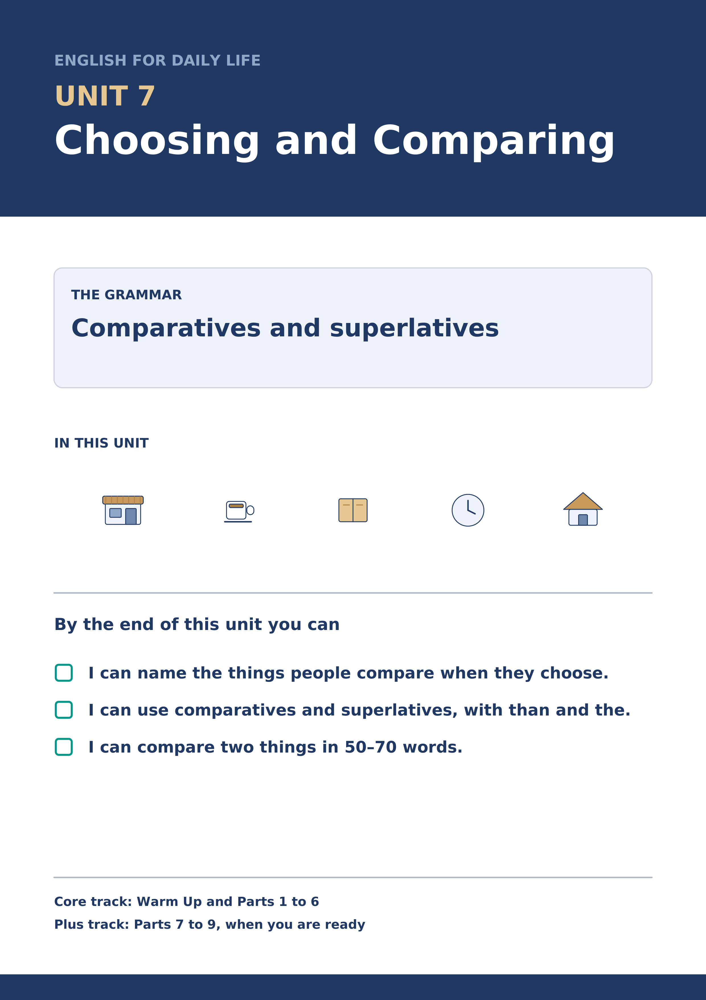 ENGLISH FOR DAILY LIFE
UNIT 7
Choosing and Comparing
THE GRAMMAR
Comparatives and superlatives
IN THIS UNIT
By the end of this unit you can
I can name the things people compare when they choose.
I can use comparatives and superlatives, with than and the.
I can compare two things in 50–70 words.
Core track: Warm Up and Parts 1 to 6
Plus track: Parts 7 to 9, when you are ready